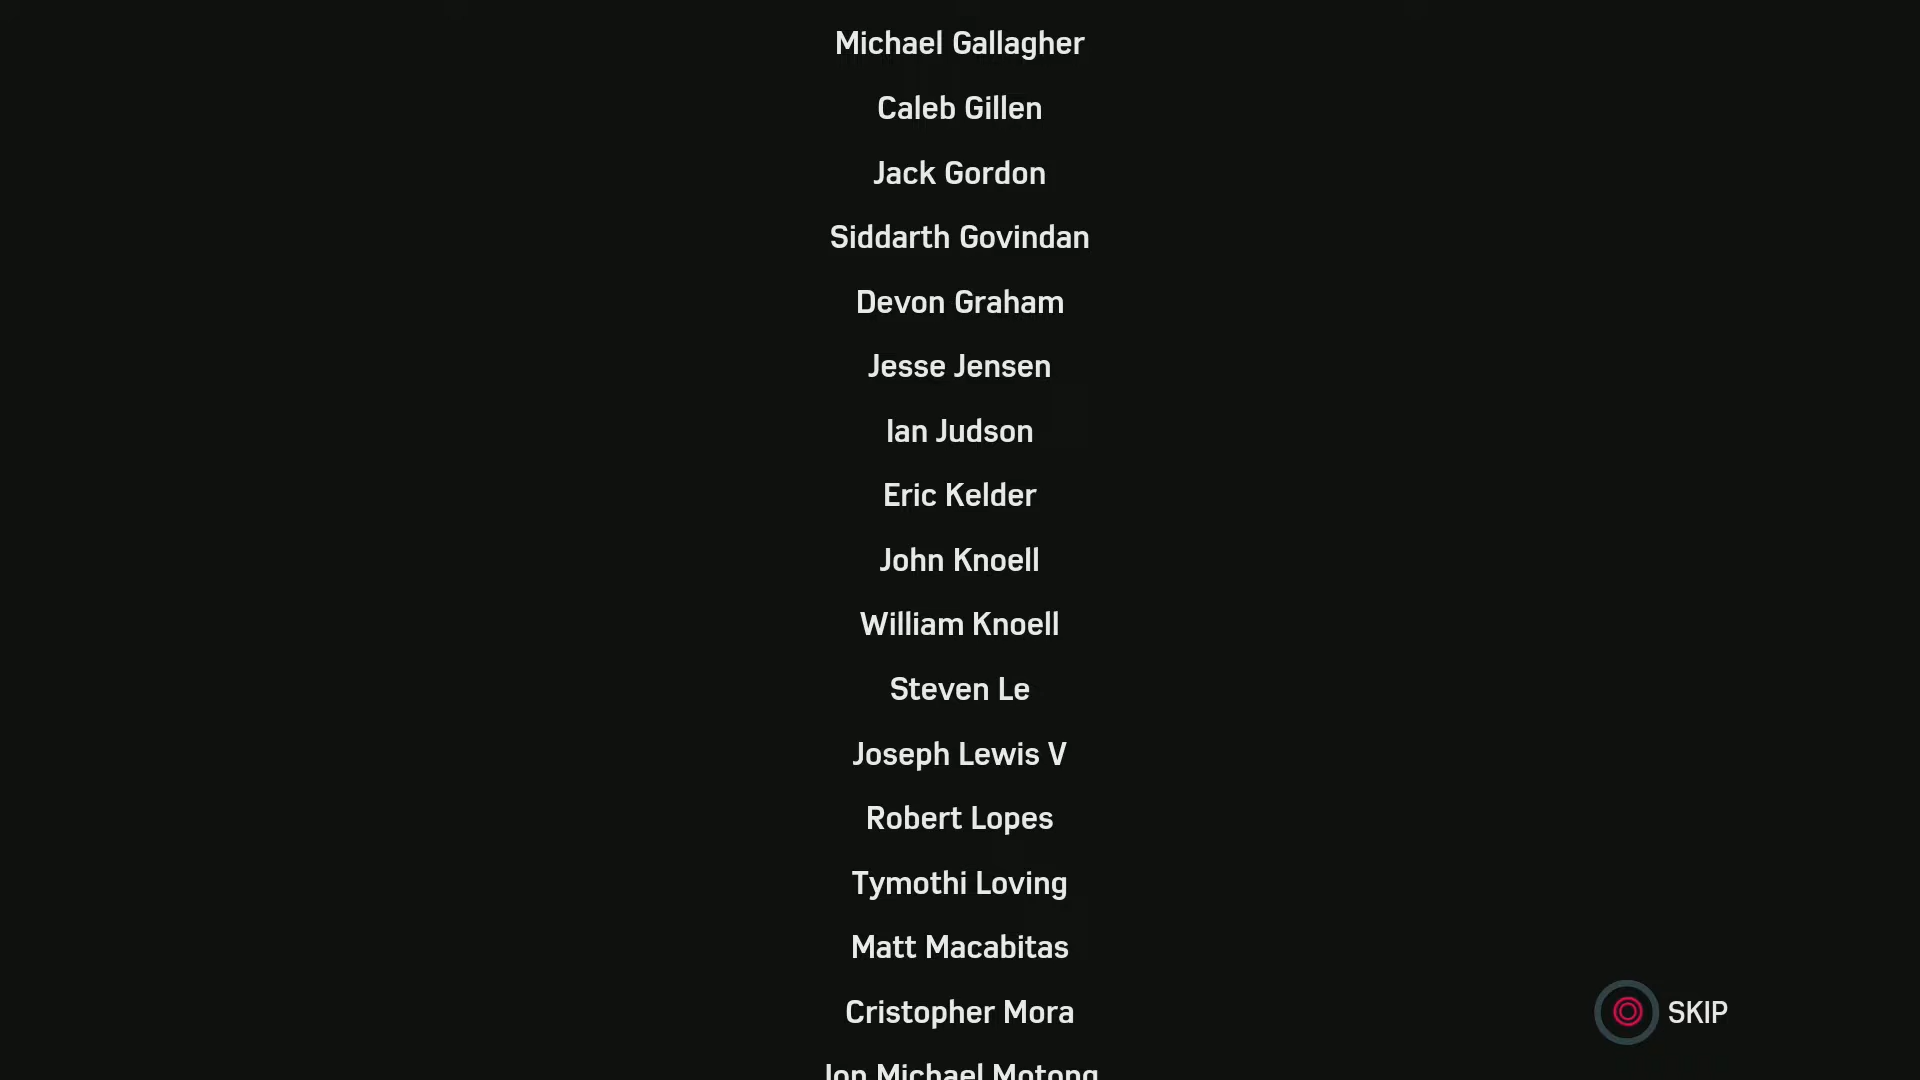 Michael Gallagher
Caleb Gillen
Jack Gordon
Siddarth Govindan
Devon Graham
Jesse Jensen
Ian Judson
Eric Kelder
John Knoell
William Knoell
Steven Le
Joseph Lewis V
Robert Lopes
Tymothi Loving
Matt Macabitas
Cristopher Mora
SKIP
Michael